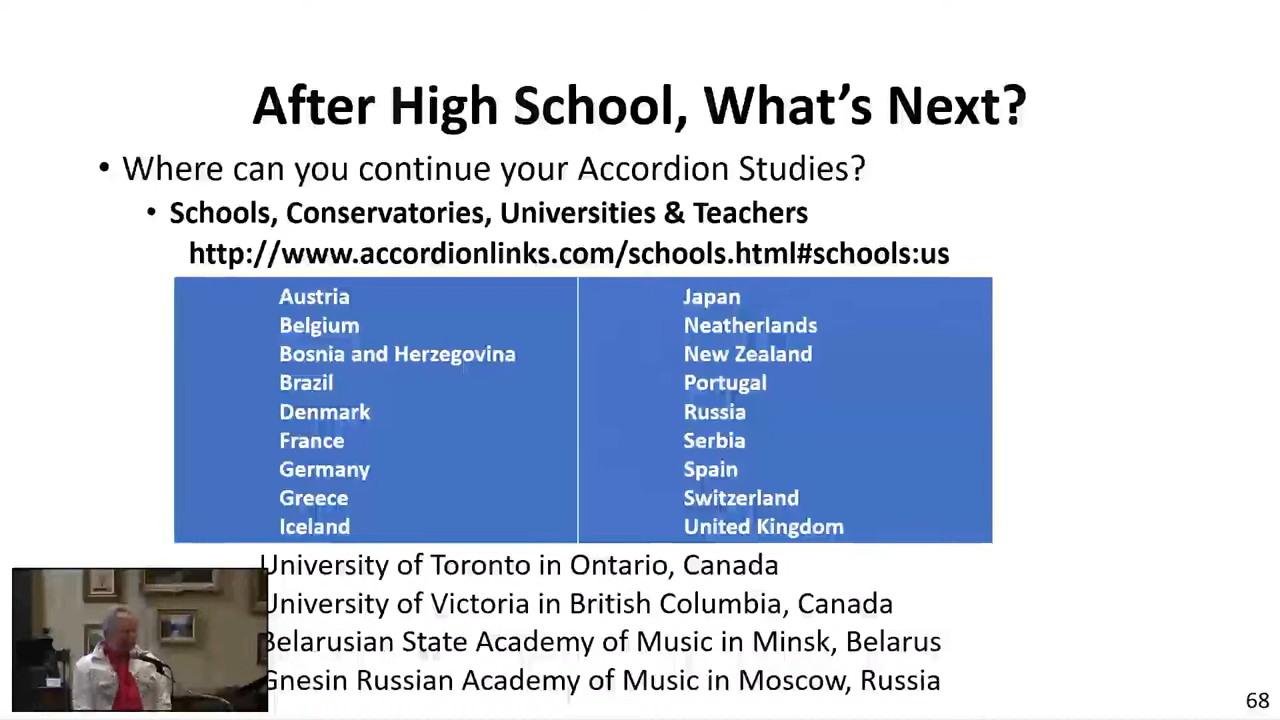 After High School, What's Next?
• Where can you continue your Accordion Studies?
• Schools, Conservatories, Universities & Teachers
http://www.accordionlinks.com/schools.html#schools:us
Austria Japan
Belgium Neatherlands
Bosnia and Herzegovina New Zealand
Brazil Portugal
Denmark Russia
France Serbia
Germany Spain
Greece Switzerland
Iceland United Kingdom
University of Toronto in Ontario, Canada
University of Victoria in British Columbia, Canada
Belarusian State Academy of Music in Minsk, Belarus
Gnesin Russian Academy of Music in Moscow, Russia
68